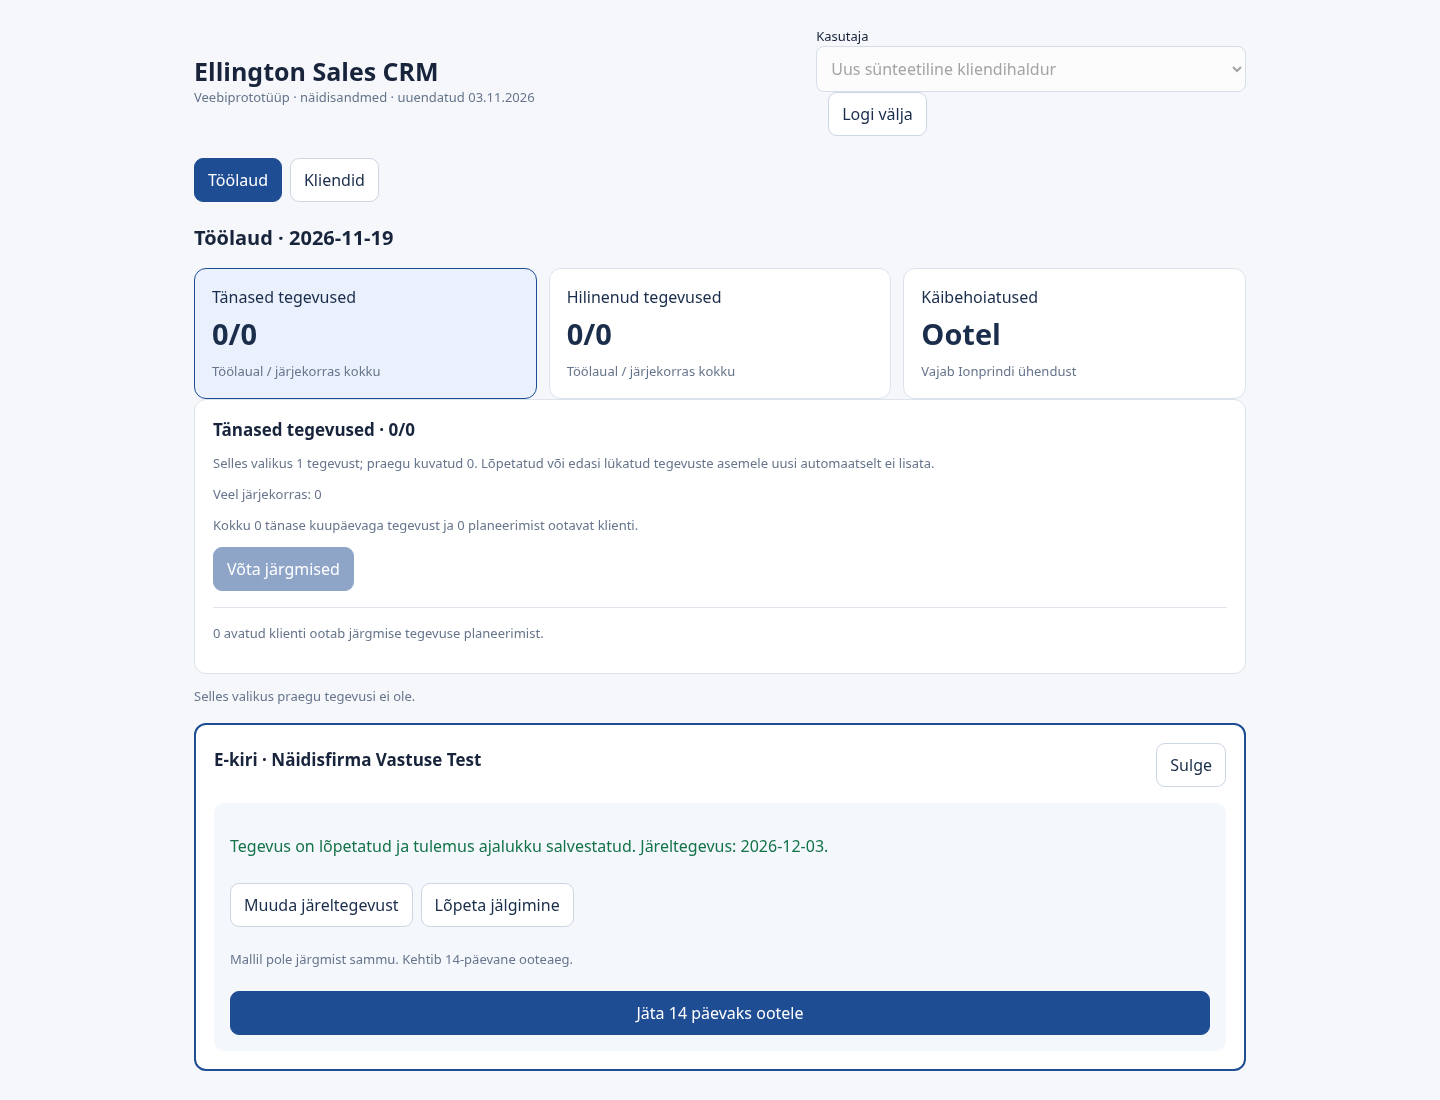 Ellington Sales CRM
Veebiprototüüp · näidisandmed · uuendatud 03.11.2026
Kasutaja
Uus sünteetiline kliendihaldur
Logi välja
Töölaud
Kliendid
Töölaud · 2026-11-19
Tänased tegevused
0/0
Töölaual / järjekorras kokku
Hilinenud tegevused
0/0
Töölaual / järjekorras kokku
Käibehoiatused
Ootel
Vajab Ionprindi ühendust
Tänased tegevused · 0/0
Selles valikus 1 tegevust; praegu kuvatud 0. Lõpetatud või edasi lükatud tegevuste asemele uusi automaatselt ei lisata.
Veel järjekorras: 0
Kokku 0 tänase kuupäevaga tegevust ja 0 planeerimist ootavat klienti.
Võta järgmised
0 avatud klienti ootab järgmise tegevuse planeerimist.
Selles valikus praegu tegevusi ei ole.
E-kiri · Näidisfirma Vastuse Test
Sulge
Tegevus on lõpetatud ja tulemus ajalukku salvestatud. Järeltegevus: 2026-12-03.
Muuda järeltegevust
Lõpeta jälgimine
Mallil pole järgmist sammu. Kehtib 14-päevane ooteaeg.
Jäta 14 päevaks ootele